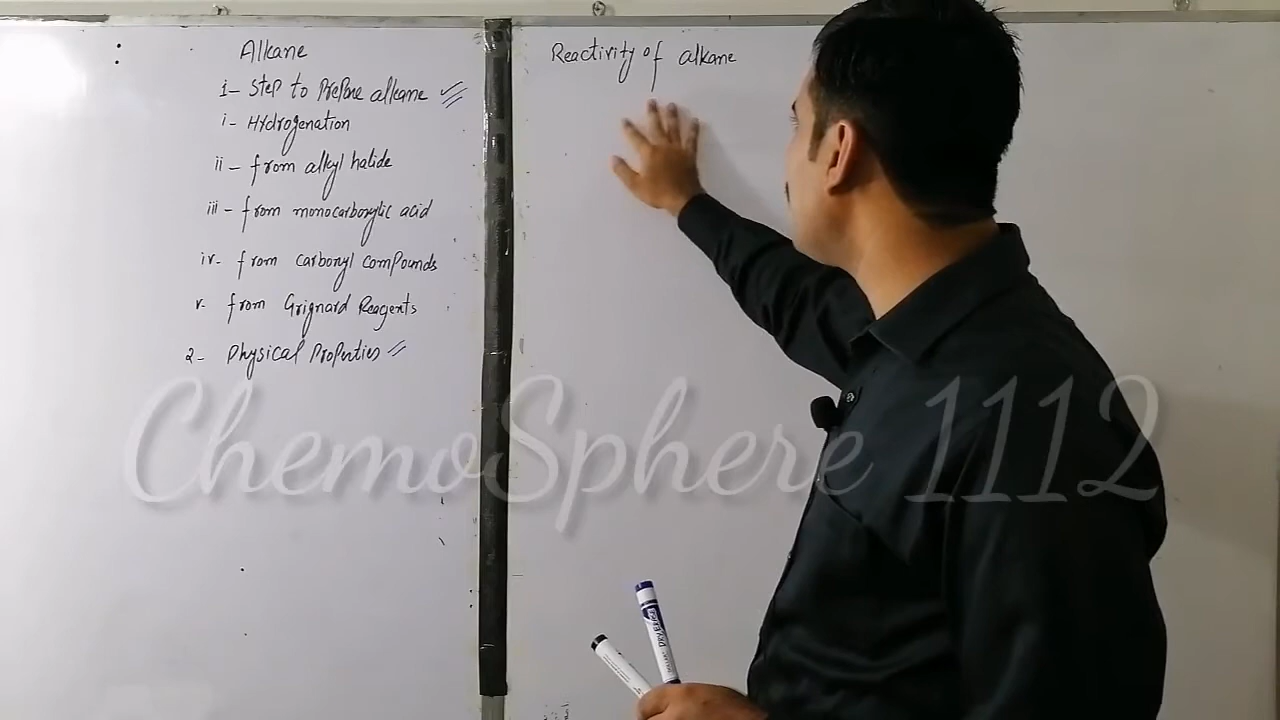 Alkane
1- Step to Prepare alkane
i- Hydrogenation
ii - from alkyl halide
iii - from monocarboxylic acid
iv- from carbonyl compounds
v- from Grignard Reagents
2- Physical Properties
Reactivity of alkane
ChemoSphere 1112